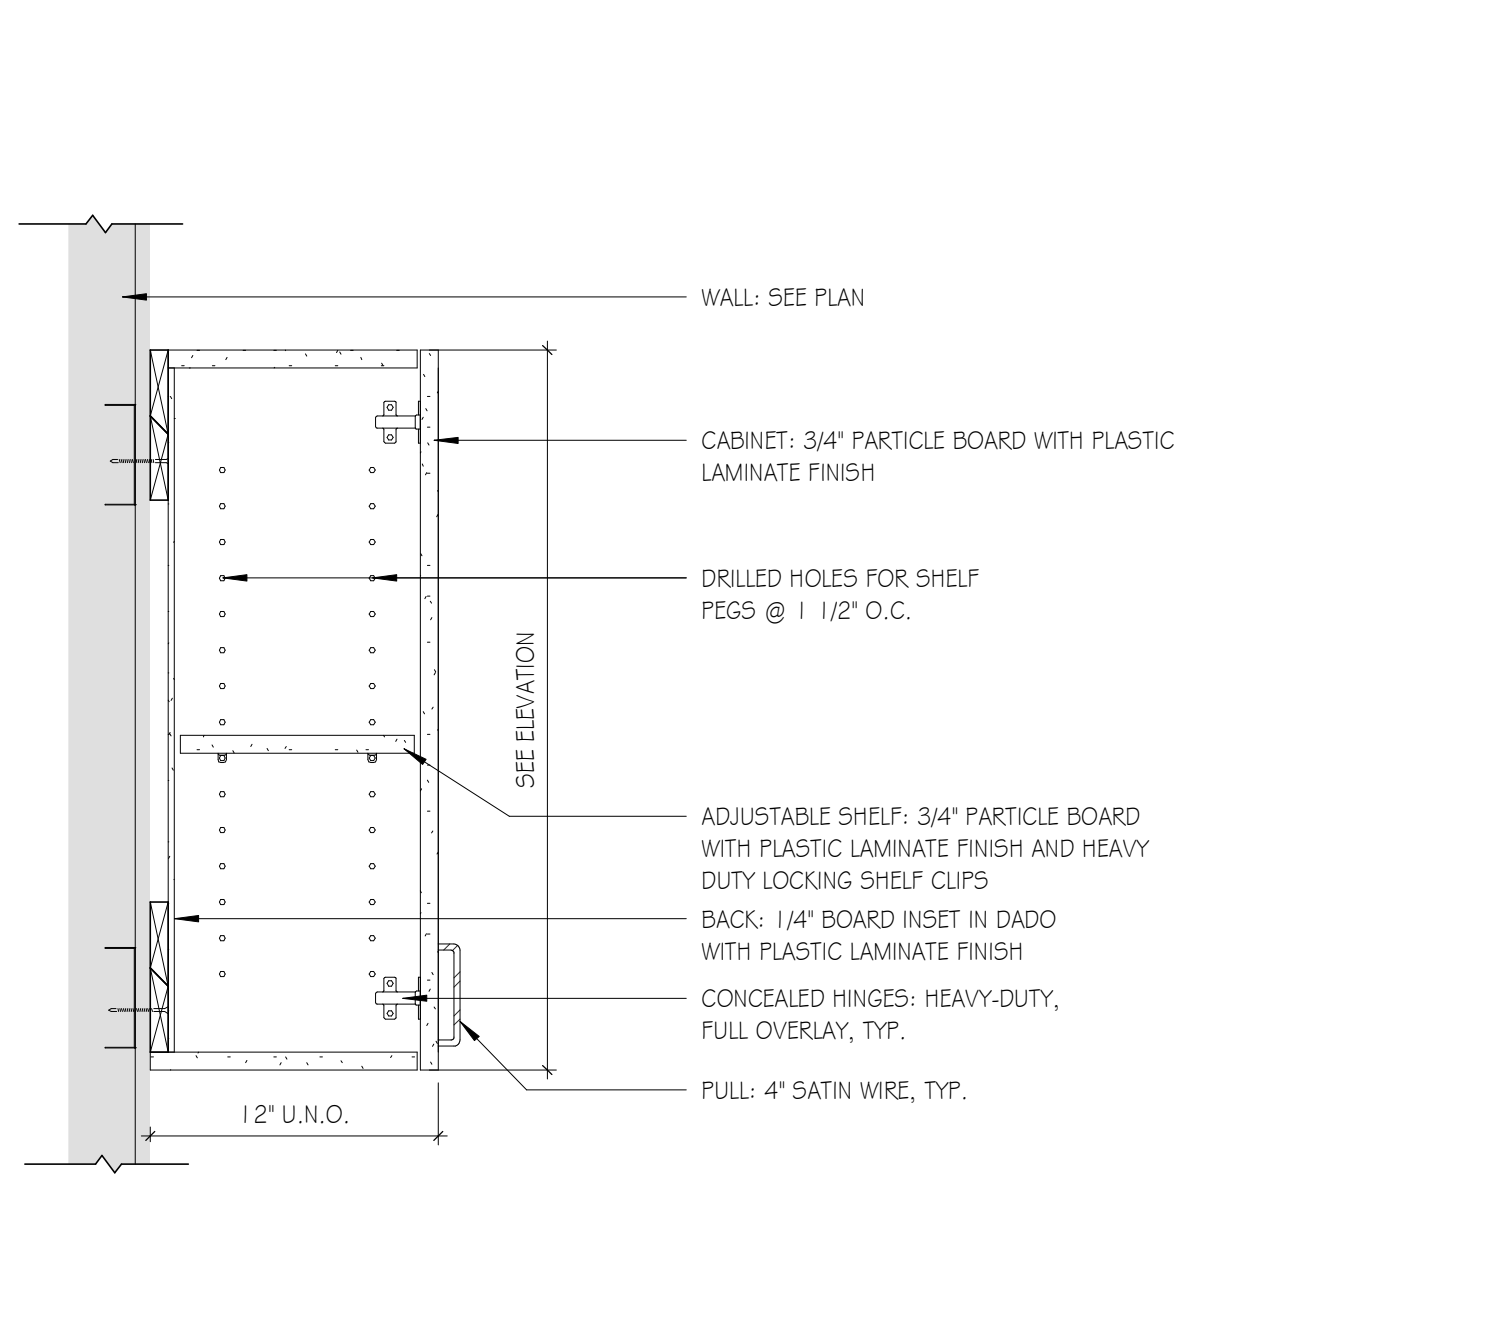 WALL: SEE PLAN
CABINET: 3/4" PARTICLE BOARD WITH PLASTIC
LAMINATE FINISH
DRILLED HOLES FOR SHELF
PEGS @ 1 1/2" O.C.
SEE ELEVATION
ADJUSTABLE SHELF: 3/4" PARTICLE BOARD
WITH PLASTIC LAMINATE FINISH AND HEAVY
DUTY LOCKING SHELF CLIPS
BACK: 1/4" BOARD INSET IN DADO
WITH PLASTIC LAMINATE FINISH
CONCEALED HINGES: HEAVY-DUTY,
FULL OVERLAY, TYP.
PULL: 4" SATIN WIRE, TYP.
12" U.N.O.